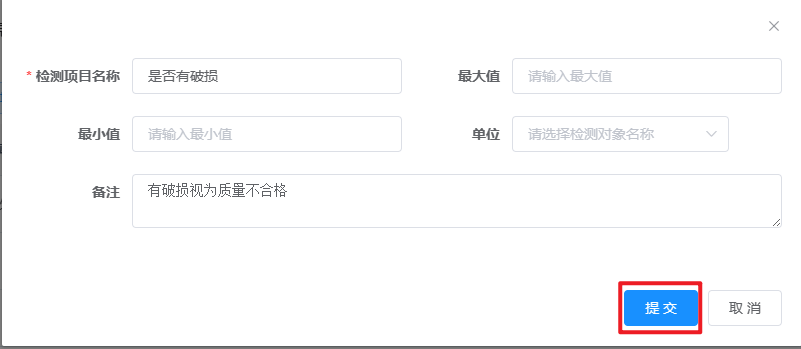 * 检测项目名称 是否有破损 最大值 请输入最大值
最小值 请输入最小值 单位 请选择检测对象名称
备注 有破损视为质量不合格
提交 取消